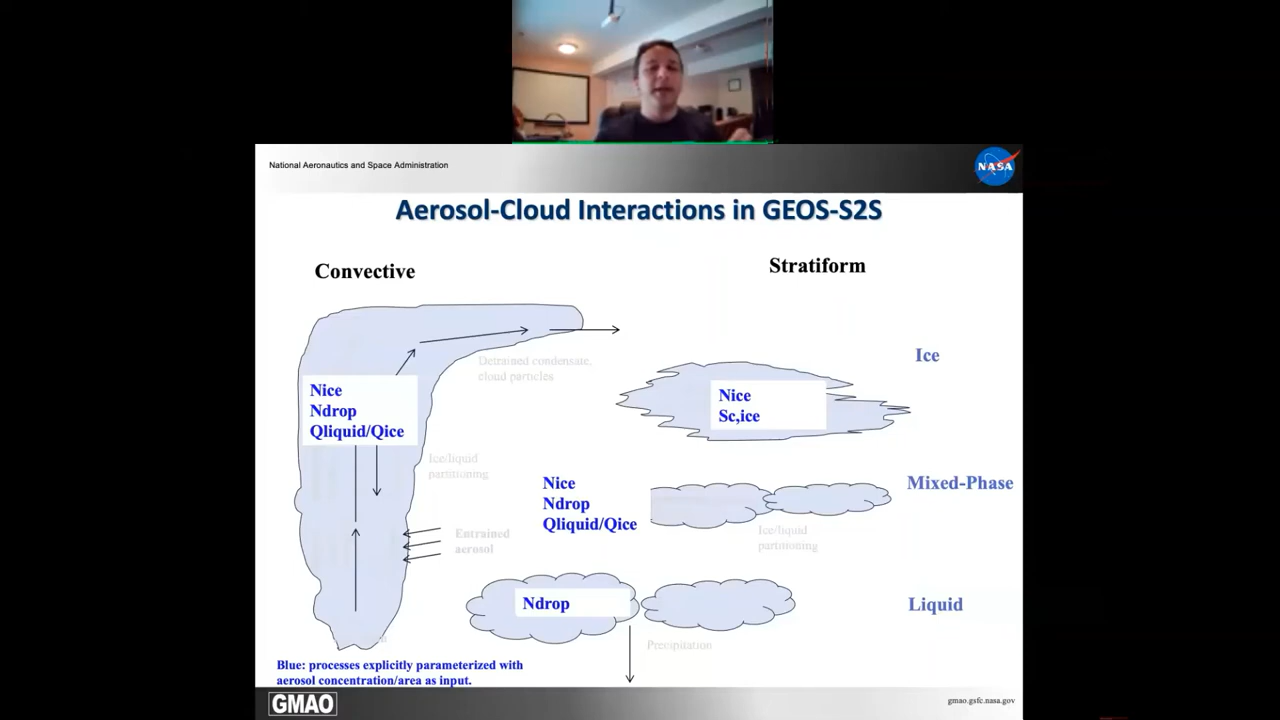 National Aeronautics and Space Administration
NASA
Aerosol-Cloud Interactions in GEOS-S2S
Convective
Stratiform
Detrained condensate,
cloud particles
Ice
Nice
Ndrop
Qliquid/Qice
Nice
Sc,ice
Ice/liquid
partitioning
Nice
Ndrop
Qliquid/Qice
Mixed-Phase
Ice/liquid
partitioning
Entrained
aerosol
Ndrop
Liquid
Precipitation
Blue: processes explicitly parameterized with
aerosol concentration/area as input.
GMAO
gmao.gsfc.nasa.gov